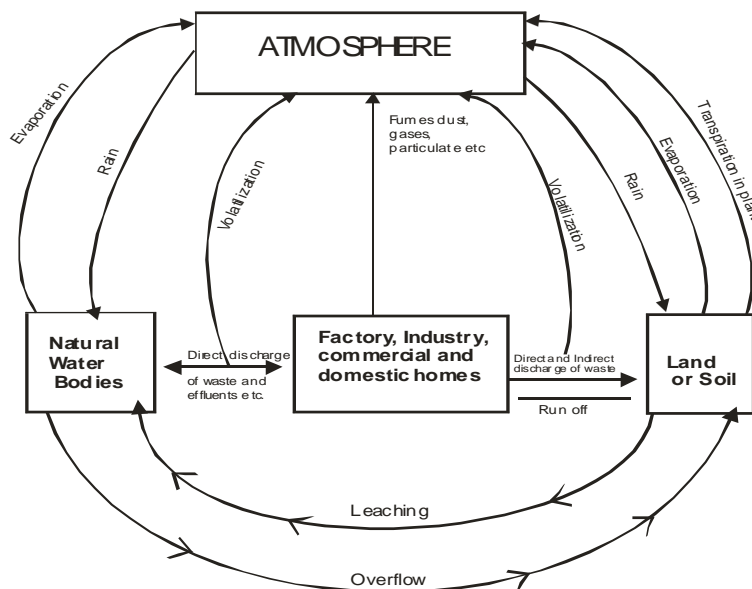 ATMOSPHERE
Evaporation
Rain
Volatilization
Fumes dust,
gases,
particulate etc
Volatilization
Rain
Evaporation
Transpiration in plant
Natural
Water
Bodies
Direct discharge
of waste and
effluents etc.
Factory, Industry,
commercial and
domestic homes
Direct and Indirect
discharge of waste
Run off
Land
or Soil
Leaching
Overflow